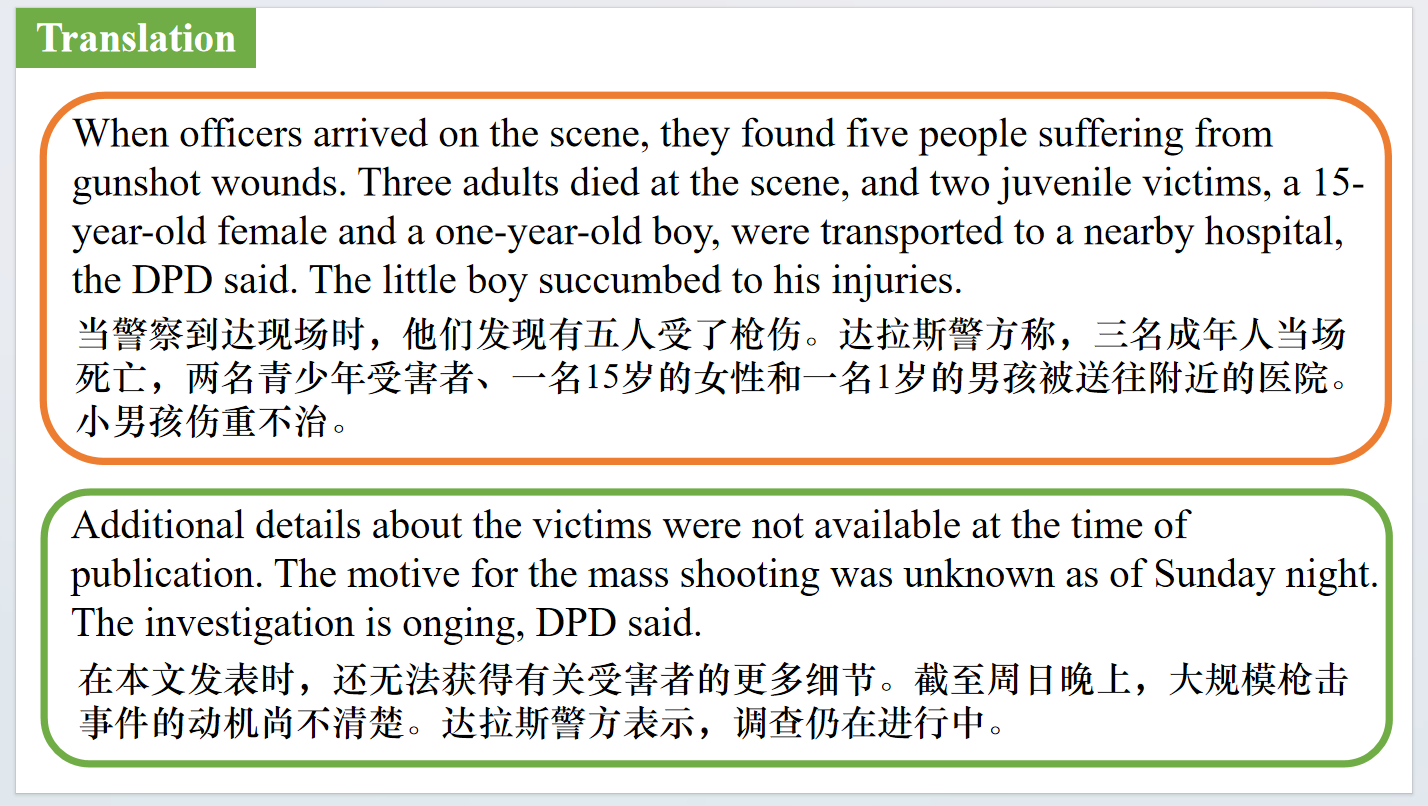 Translation
When officers arrived on the scene, they found five people suffering from
gunshot wounds. Three adults died at the scene, and two juvenile victims, a 15-
year-old female and a one-year-old boy, were transported to a nearby hospital,
the DPD said. The little boy succumbed to his injuries.
当警察到达现场时，他们发现有五人受了枪伤。达拉斯警方称，三名成年人当场
死亡，两名青少年受害者、一名15岁的女性和一名1岁的男孩被送往附近的医院。
小男孩伤重不治。
Additional details about the victims were not available at the time of
publication. The motive for the mass shooting was unknown as of Sunday night.
The investigation is onging, DPD said.
在本文发表时，还无法获得有关受害者的更多细节。截至周日晚上，大规模枪击
事件的动机尚不清楚。达拉斯警方表示，调查仍在进行中。